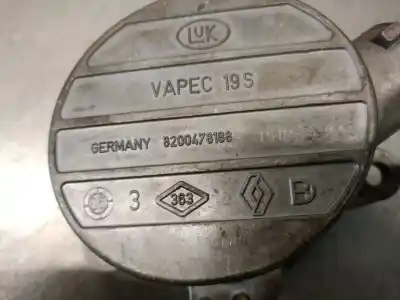 LUK
VAPEC 19S
GERMANY 8200478188
3 363 B